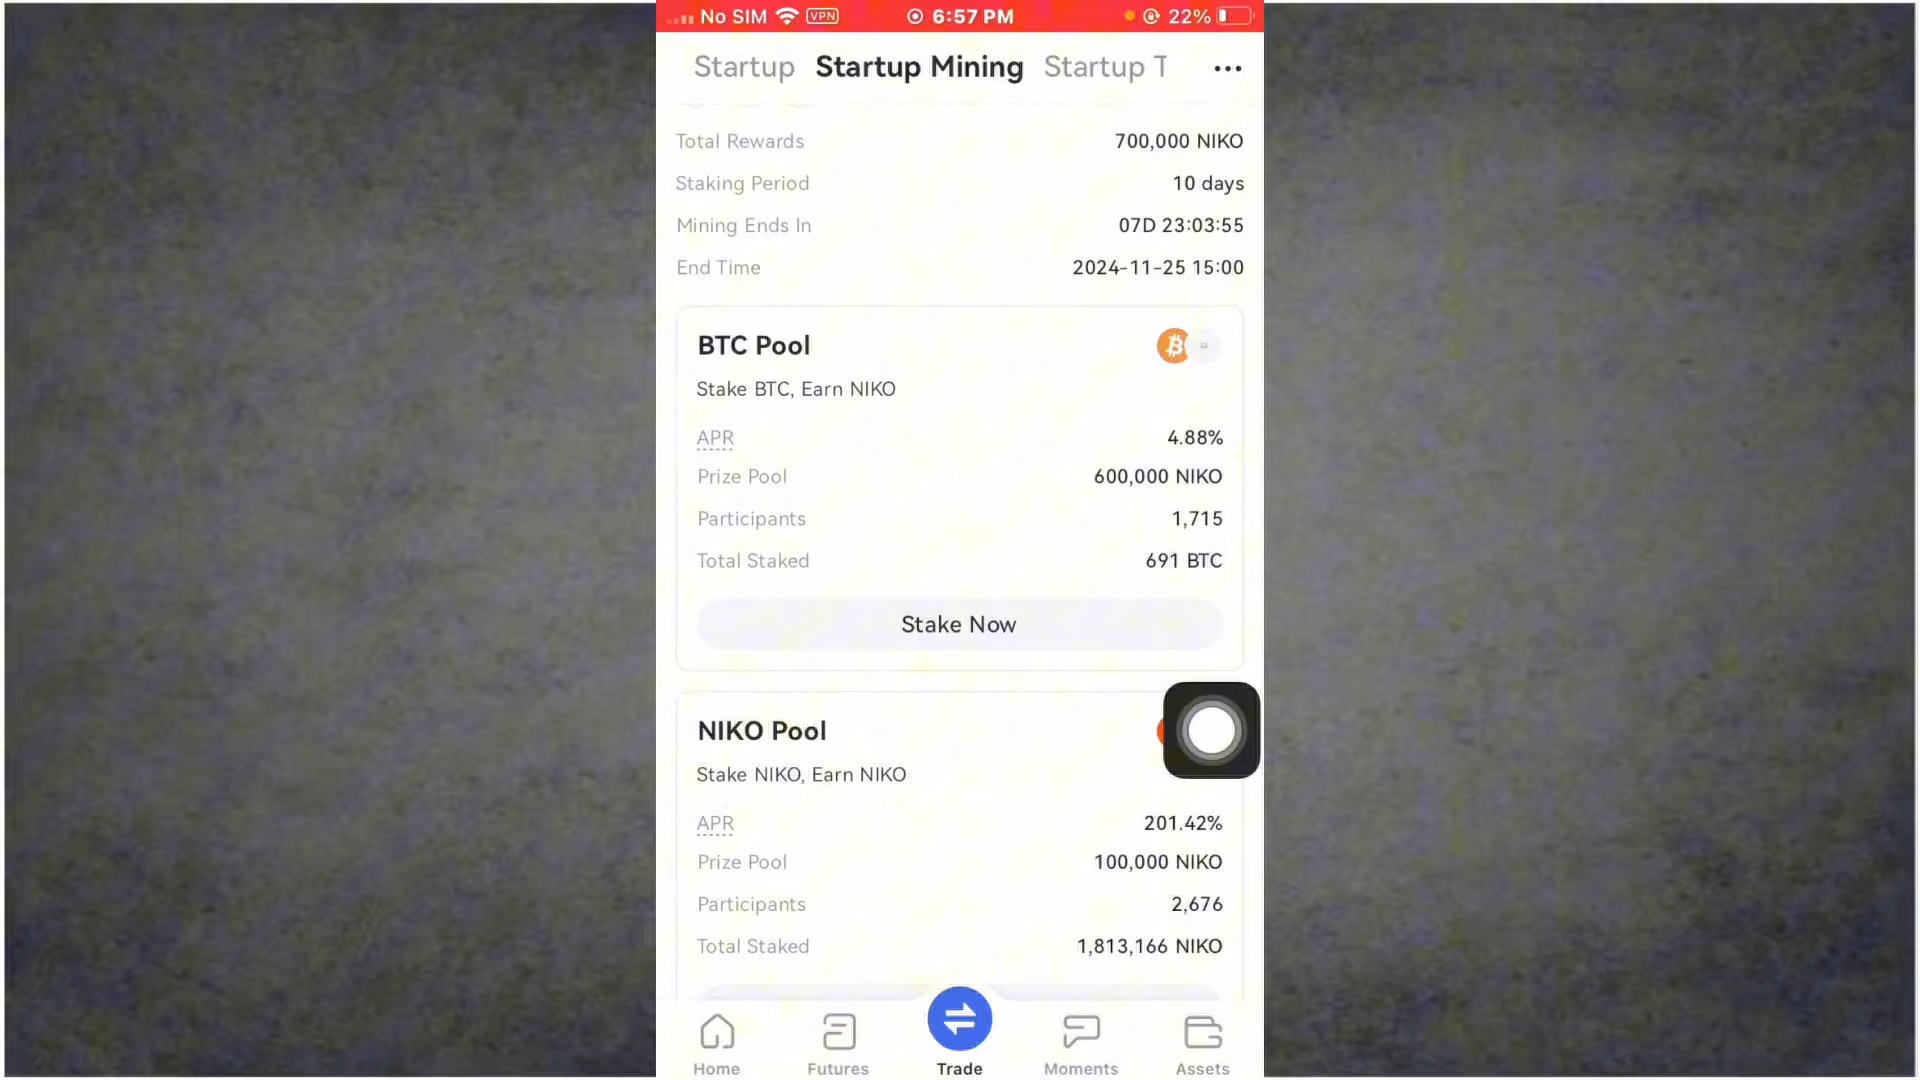 No SIM VPN 6:57 PM 22%
Startup Startup Mining Startup T
Total Rewards 700,000 NIKO
Staking Period 10 days
Mining Ends In 07D 23:03:55
End Time 2024-11-25 15:00
BTC Pool
Stake BTC, Earn NIKO
APR 4.88%
Prize Pool 600,000 NIKO
Participants 1,715
Total Staked 691 BTC
Stake Now
NIKO Pool
Stake NIKO, Earn NIKO
APR 201.42%
Prize Pool 100,000 NIKO
Participants 2,676
Total Staked 1,813,166 NIKO
Home Futures Trade Moments Assets